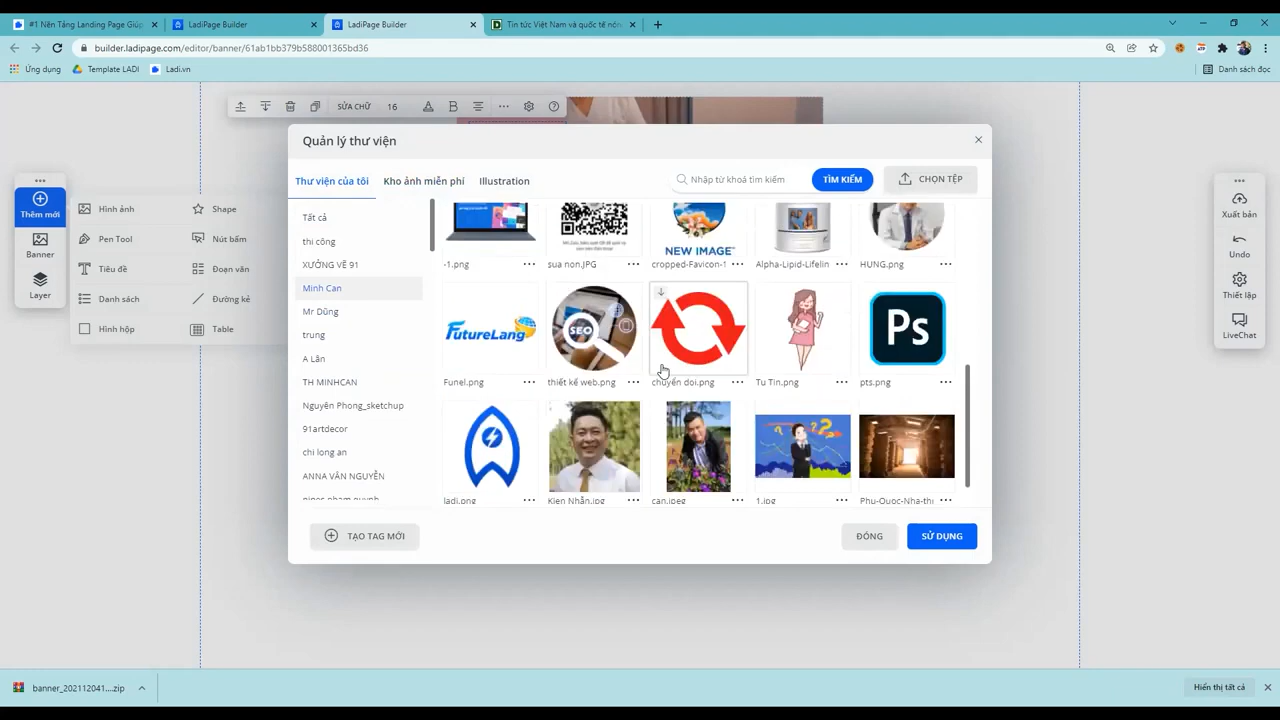 #1 Nền Tảng Landing Page Giúp
LadiPage Builder
LadiPage Builder
Tin tức Việt Nam và quốc tế nón
builder.ladipage.com/editor/banner/61ab1bb379b588001365bd36
Ứng dụng
Template LADI
Ladi.vn
Danh sách đọc
SỬA CHỮ
16
Quản lý thư viện
Thư viện của tôi
Kho ảnh miễn phí
Illustration
Nhập từ khoá tìm kiếm
TÌM KIẾM
CHỌN TỆP
Thêm mới
Banner
Layer
Hình ảnh
Shape
Pen Tool
Nút bấm
Tiêu đề
Đoạn văn
Danh sách
Đường kẻ
Hình hộp
Table
Tất cả
thi công
XƯỞNG VẼ 91
Minh Can
Mr Dũng
trung
A Lân
TH MINHCAN
Nguyên Phong_sketchup
91artdecor
chi long an
ANNA VĂN NGUYỄN
NEW IMAGE
-1.png
sua non.JPG
cropped-Favicon-1
Alpha-Lipid-Lifelin
HUNG.png
FutureLang
SEO
Ps
Funel.png
thiết kế web.png
chuyển doi.png
Tu Tin.png
pts.png
ladi.png
Kien Nhẫn.jpg
can.jpeg
1.jpg
Phu-Quoc-Nha-thi
TẠO TAG MỚI
ĐÓNG
SỬ DỤNG
Xuất bản
Undo
Thiết lập
LiveChat
banner_202112041....zip
Hiển thị tất cả